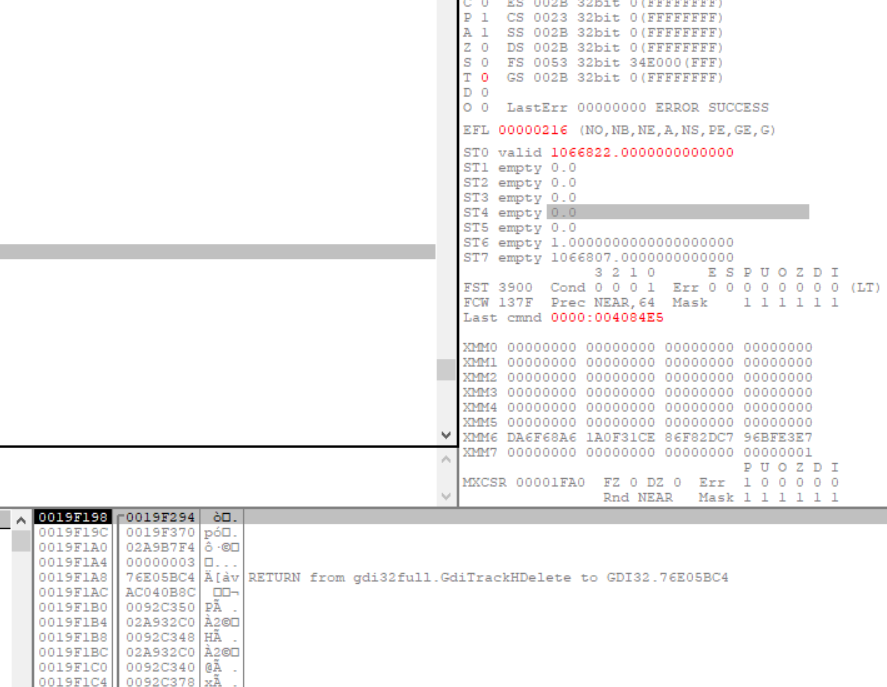 C 0 ES 002B 32bit 0(FFFFFFFF)
P 1 CS 0023 32bit 0(FFFFFFFF)
A 1 SS 002B 32bit 0(FFFFFFFF)
Z 0 DS 002B 32bit 0(FFFFFFFF)
S 0 FS 0053 32bit 34E000(FFF)
T 0 GS 002B 32bit 0(FFFFFFFF)
D 0
O 0 LastErr 00000000 ERROR SUCCESS
EFL 00000216 (NO,NB,NE,A,NS,PE,GE,G)
ST0 valid 1066822.0000000000000
ST1 empty 0.0
ST2 empty 0.0
ST3 empty 0.0
ST4 empty 0.0
ST5 empty 0.0
ST6 empty 1.0000000000000000000
ST7 empty 1066807.0000000000000
3 2 1 0 E S P U O Z D I
FST 3900 Cond 0 0 0 1 Err 0 0 0 0 0 0 0 0 (LT)
FCW 137F Prec NEAR,64 Mask 1 1 1 1 1 1
Last cmnd 0000:004084E5
XMM0 00000000 00000000 00000000 00000000
XMM1 00000000 00000000 00000000 00000000
XMM2 00000000 00000000 00000000 00000000
XMM3 00000000 00000000 00000000 00000000
XMM4 00000000 00000000 00000000 00000000
XMM5 00000000 00000000 00000000 00000000
XMM6 DA6F68A6 1A0F31CE 86F82DC7 96BFE3E7
XMM7 00000000 00000000 00000000 00000001
P U O Z D I
MXCSR 00001FA0 FZ 0 DZ 0 Err 1 0 0 0 0 0
Rnd NEAR Mask 1 1 1 1 1 1
0019F198 0019F294 ò□.
0019F19C 0019F370 pó□.
0019F1A0 02A9B7F4 ô·©□
0019F1A4 00000003 □...
0019F1A8 76E05BC4 Ä[àv RETURN from gdi32full.GdiTrackHDelete to GDI32.76E05BC4
0019F1AC AC040B8C □□¬
0019F1B0 0092C350 PÃ .
0019F1B4 02A932C0 À2©□
0019F1B8 0092C348 HÃ .
0019F1BC 02A932C0 À2©□
0019F1C0 0092C340 @Ã .
0019F1C4 0092C378 xÃ .